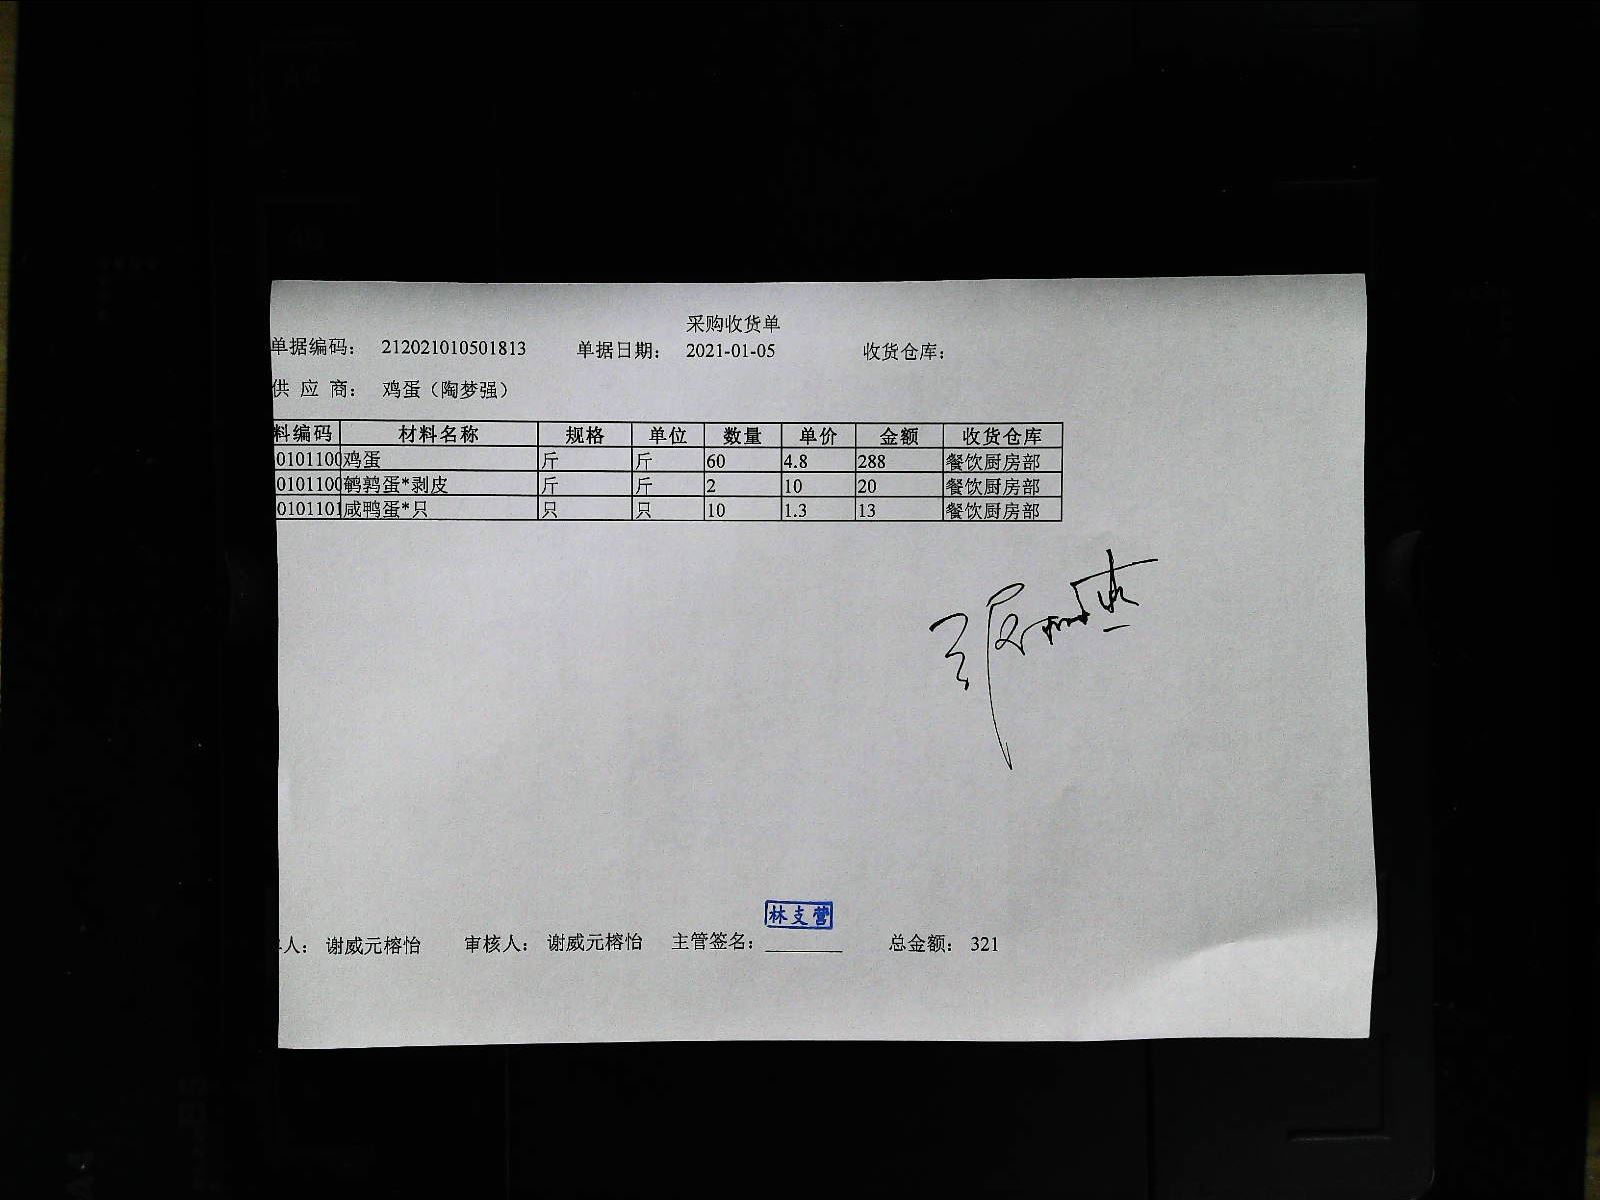 采购收货单
单据编码: 212021010501813 单据日期: 2021-01-05 收货仓库:
供 应 商: 鸡蛋（陶梦强）
料编码 材料名称 规格 单位 数量 单价 金额 收货仓库
0101100 鸡蛋 斤 斤 60 4.8 288 餐饮厨房部
0101100 鹌鹑蛋*剥皮 斤 斤 2 10 20 餐饮厨房部
0101101 咸鸭蛋*只 只 只 10 1.3 13 餐饮厨房部
林支营
人: 谢威元榕怡 审核人: 谢威元榕怡 主管签名: 总金额: 321